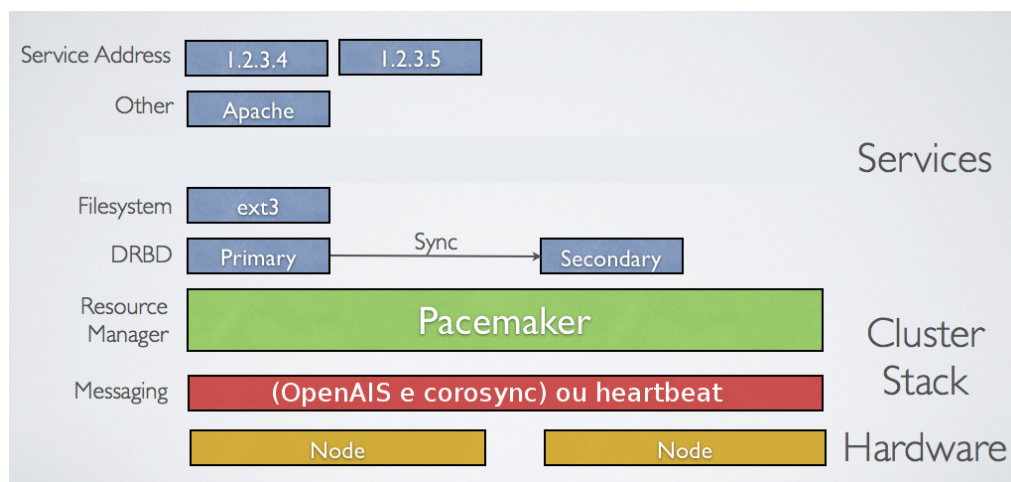 Service Address 1.2.3.4 1.2.3.5
Other Apache
Services
Filesystem ext3
DRBD Primary Sync Secondary
Resource
Manager
Pacemaker
Cluster
Stack
Messaging (OpenAIS e corosync) ou heartbeat
Node Node Hardware